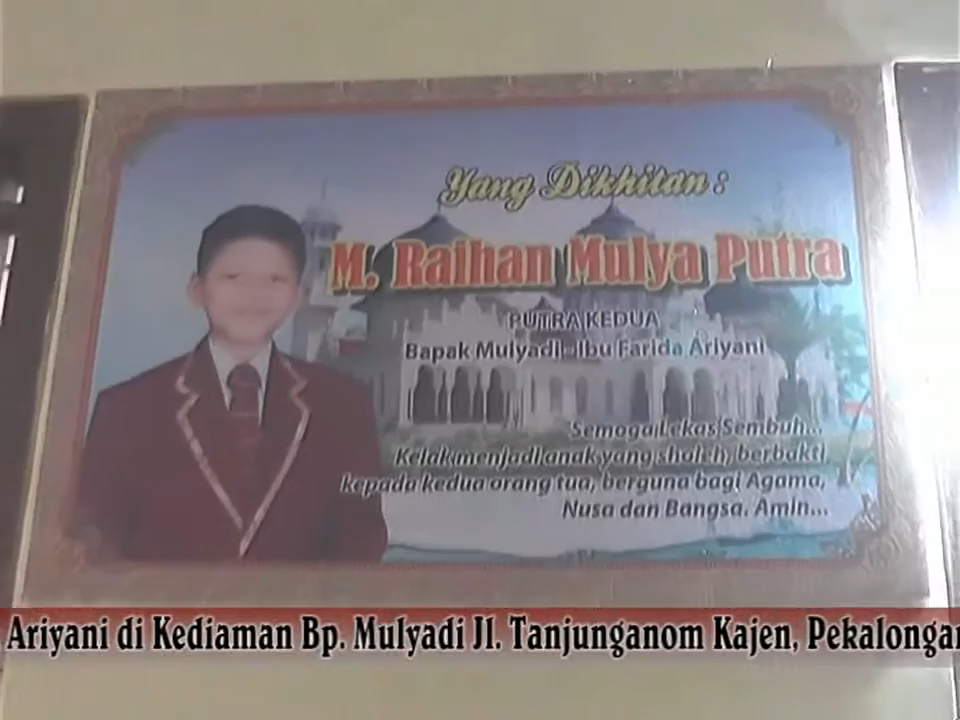 Yang Dikhitan :
M. Raihan Mulya Putra
PUTRA KEDUA
Bapak Mulyadi - Ibu Farida Ariyani
Semoga Lekas Sembuh...
Kelak menjadi anak yang sholeh, berbakti
kepada kedua orang tua, berguna bagi Agama,
Nusa dan Bangsa. Amin...
Ariyani di Kediaman Bp. Mulyadi Jl. Tanjunganom Kajen, Pekalongan